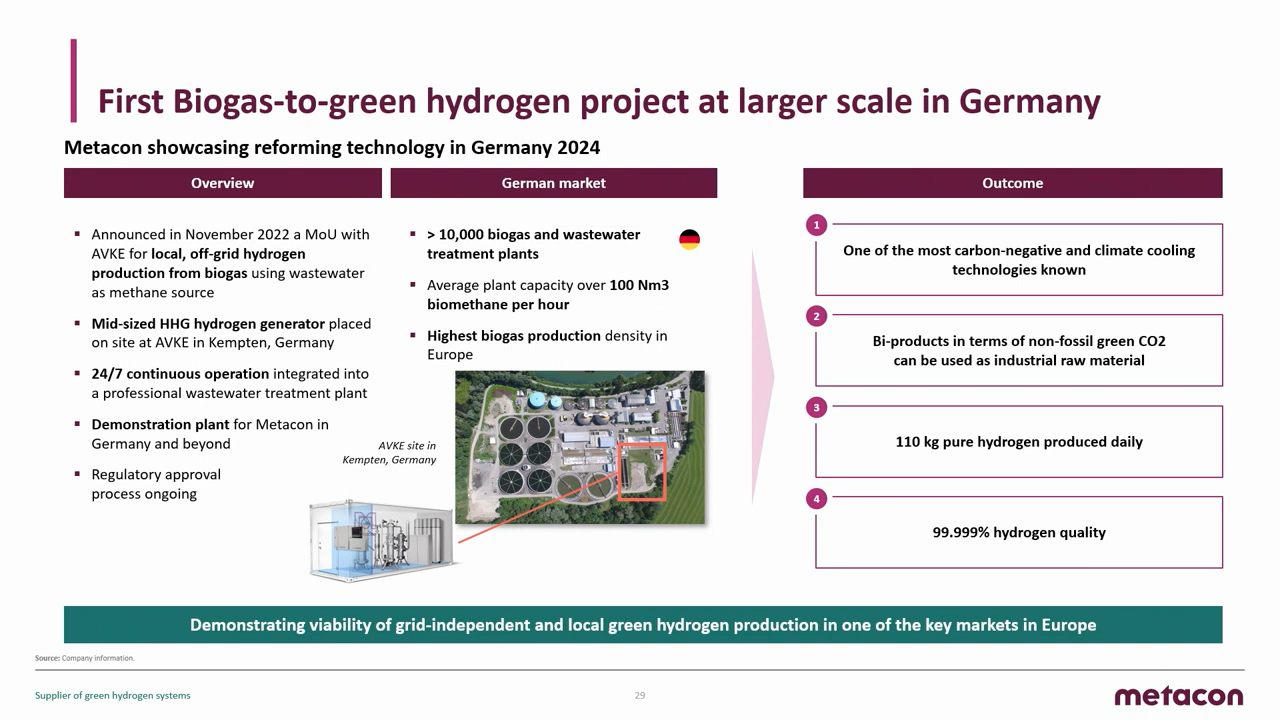 First Biogas-to-green hydrogen project at larger scale in Germany
Metacon showcasing reforming technology in Germany 2024
Overview
Announced in November 2022 a MoU with
AVKE for local, off-grid hydrogen
production from biogas using wastewater
as methane source
Mid-sized HHG hydrogen generator placed
on site at AVKE in Kempten, Germany
24/7 continuous operation integrated into
a professional wastewater treatment plant
Demonstration plant for Metacon in
Germany and beyond
Regulatory approval
process ongoing
German market
> 10,000 biogas and wastewater
treatment plants
Average plant capacity over 100 Nm3
biomethane per hour
Highest biogas production density in
Europe
AVKE site in
Kempten, Germany
Outcome
1
One of the most carbon-negative and climate cooling
technologies known
2
Bi-products in terms of non-fossil green CO2
can be used as industrial raw material
3
110 kg pure hydrogen produced daily
4
99.999% hydrogen quality
Demonstrating viability of grid-independent and local green hydrogen production in one of the key markets in Europe
Source: Company information.
Supplier of green hydrogen systems
29
metacon